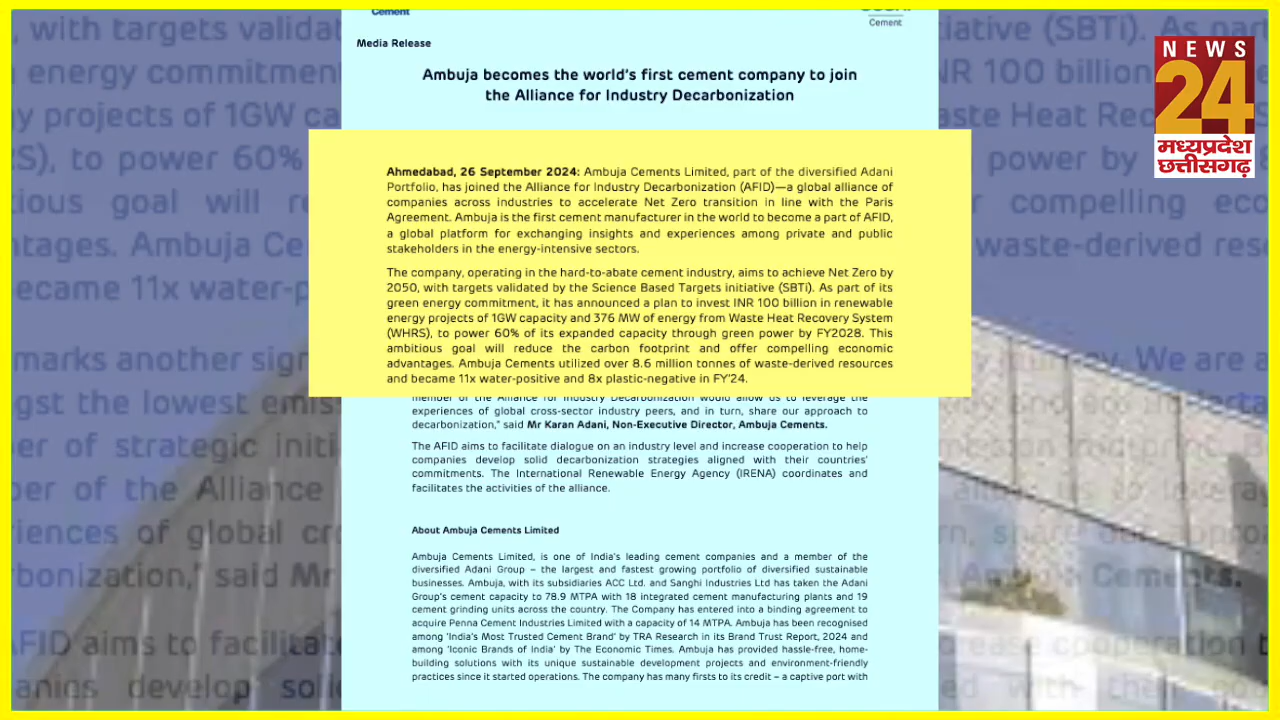 Cement
Cement
Media Release
Ambuja becomes the world's first cement company to join
the Alliance for Industry Decarbonization
NEWS
24
मध्यप्रदेश
छत्तीसगढ़
Ahmedabad, 26 September 2024: Ambuja Cements Limited, part of the diversified Adani
Portfolio, has joined the Alliance for Industry Decarbonization (AFID)—a global alliance of
companies across industries to accelerate Net Zero transition in line with the Paris
Agreement. Ambuja is the first cement manufacturer in the world to become a part of AFID,
a global platform for exchanging insights and experiences among private and public
stakeholders in the energy-intensive sectors.
The company, operating in the hard-to-abate cement industry, aims to achieve Net Zero by
2050, with targets validated by the Science Based Targets initiative (SBTi). As part of its
green energy commitment, it has announced a plan to invest INR 100 billion in renewable
energy projects of 1GW capacity and 376 MW of energy from Waste Heat Recovery System
(WHRS), to power 60% of its expanded capacity through green power by FY2028. This
ambitious goal will reduce the carbon footprint and offer compelling economic
advantages. Ambuja Cements utilized over 8.6 million tonnes of waste-derived resources
and became 11x water-positive and 8x plastic-negative in FY'24.
member of the Alliance for Industry Decarbonization would allow us to leverage the
experiences of global cross-sector industry peers, and in turn, share our approach to
decarbonization," said Mr Karan Adani, Non-Executive Director, Ambuja Cements.
The AFID aims to facilitate dialogue on an industry level and increase cooperation to help
companies develop solid decarbonization strategies aligned with their countries'
commitments. The International Renewable Energy Agency (IRENA) coordinates and
facilitates the activities of the alliance.
About Ambuja Cements Limited
Ambuja Cements Limited, is one of India's leading cement companies and a member of the
diversified Adani Group – the largest and fastest growing portfolio of diversified sustainable
businesses. Ambuja, with its subsidiaries ACC Ltd. and Sanghi Industries Ltd has taken the Adani
Group's cement capacity to 78.9 MTPA with 18 integrated cement manufacturing plants and 19
cement grinding units across the country. The Company has entered into a binding agreement to
acquire Penna Cement Industries Limited with a capacity of 14 MTPA. Ambuja has been recognised
among 'India's Most Trusted Cement Brand' by TRA Research in its Brand Trust Report, 2024 and
among 'Iconic Brands of India' by The Economic Times. Ambuja has provided hassle-free, home-
building solutions with its unique sustainable development projects and environment-friendly
practices since it started operations. The company has many firsts to its credit – a captive port with